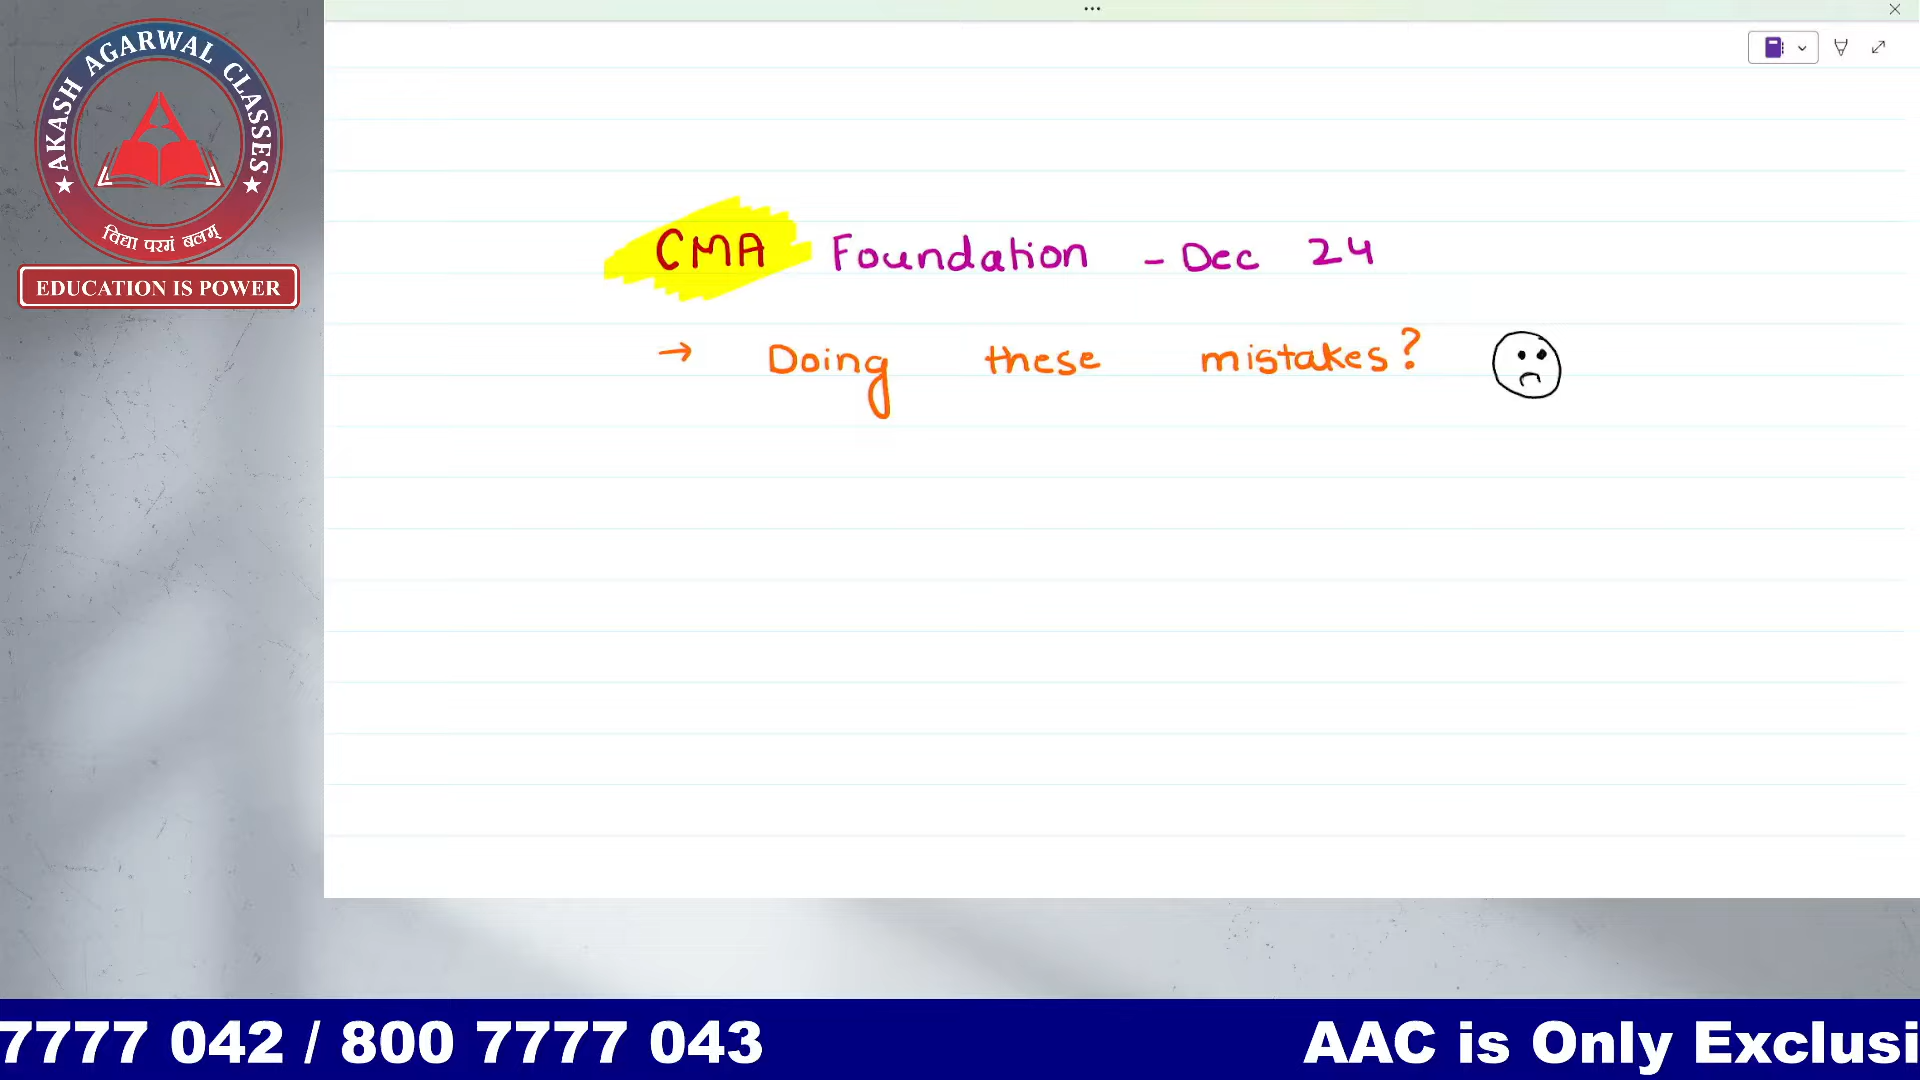 AKASH AGARWAL CLASSES
विद्या परमं बलम्
EDUCATION IS POWER
CMA Foundation - Dec 24
→ Doing these mistakes?
7777 042 / 800 7777 043
AAC is Only Exclusi